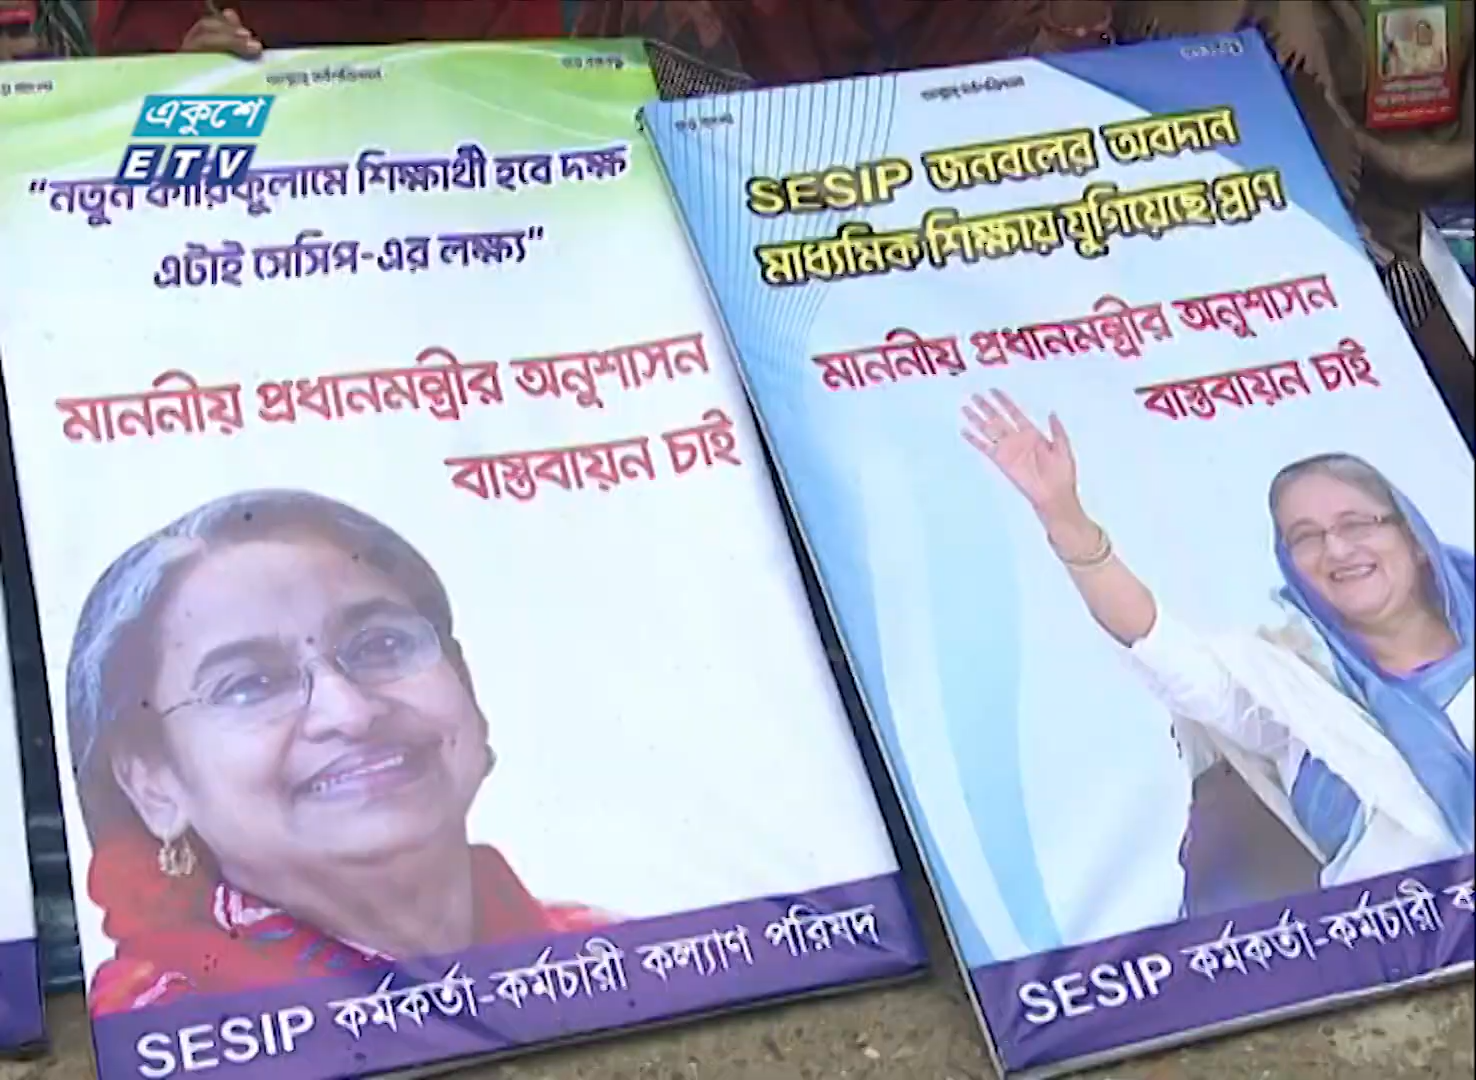 একুশে
ETV
"নতুন কারিকুলামে শিক্ষার্থী হবে দক্ষ
এটাই সেসিপ-এর লক্ষ্য"
মাননীয় প্রধানমন্ত্রীর অনুশাসন
বাস্তবায়ন চাই
SESIP কর্মকর্তা-কর্মচারী কল্যাণ পরিষদ
SESIP জনবলের অবদান
মাধ্যমিক শিক্ষায় যুগিয়েছে প্রাণ
মাননীয় প্রধানমন্ত্রীর অনুশাসন
বাস্তবায়ন চাই
SESIP কর্মকর্তা-কর্মচারী ক